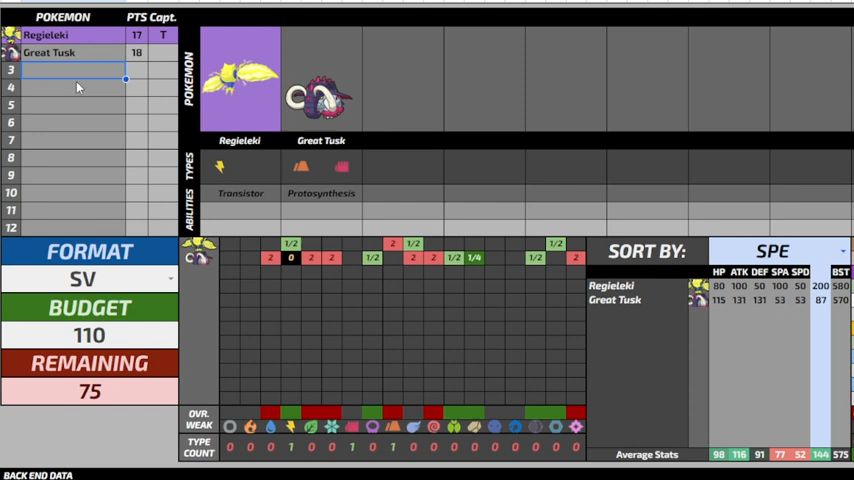 POKEMON PTS Capt.
Regieleki 17 T
Great Tusk 18
3
4
5
6
7
8
9
10
11
12
POKEMON
Regieleki Great Tusk
TYPES
ABILITIES
Transistor Protosynthesis
FORMAT
SV
BUDGET
110
REMAINING
75
1/2 2 1/2 1/2
2 0 2 2 1/2 2 2 1/2 1/4 1/2 2
OVR. WEAK
TYPE COUNT
0 0 0 1 0 0 1 0 1 0 0 0 0 0 0 0 0 0
SORT BY: SPE
HP ATK DEF SPA SPD BST
Regieleki 80 100 50 100 50 200 580
Great Tusk 115 131 131 53 53 87 570
Average Stats 98 116 91 77 52 144 575
BACK END DATA